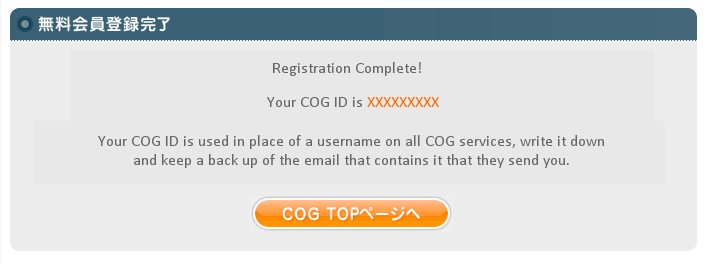 無料会員登録完了
Registration Complete!
Your COG ID is XXXXXXXXX
Your COG ID is used in place of a username on all COG services, write it down
and keep a back up of the email that contains it that they send you.
COG TOPページへ